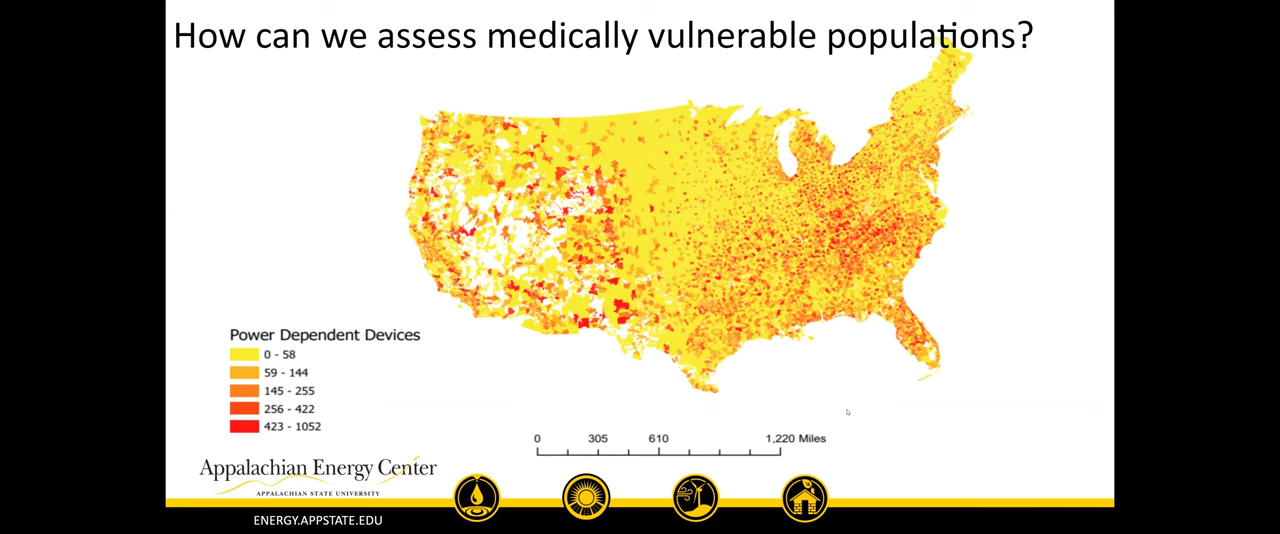 How can we assess medically vulnerable populations?
Power Dependent Devices
0 - 58
59 - 144
145 - 255
256 - 422
423 - 1052
0 305 610 1,220 Miles
Appalachian Energy Center
APPALACHIAN STATE UNIVERSITY
ENERGY.APPSTATE.EDU